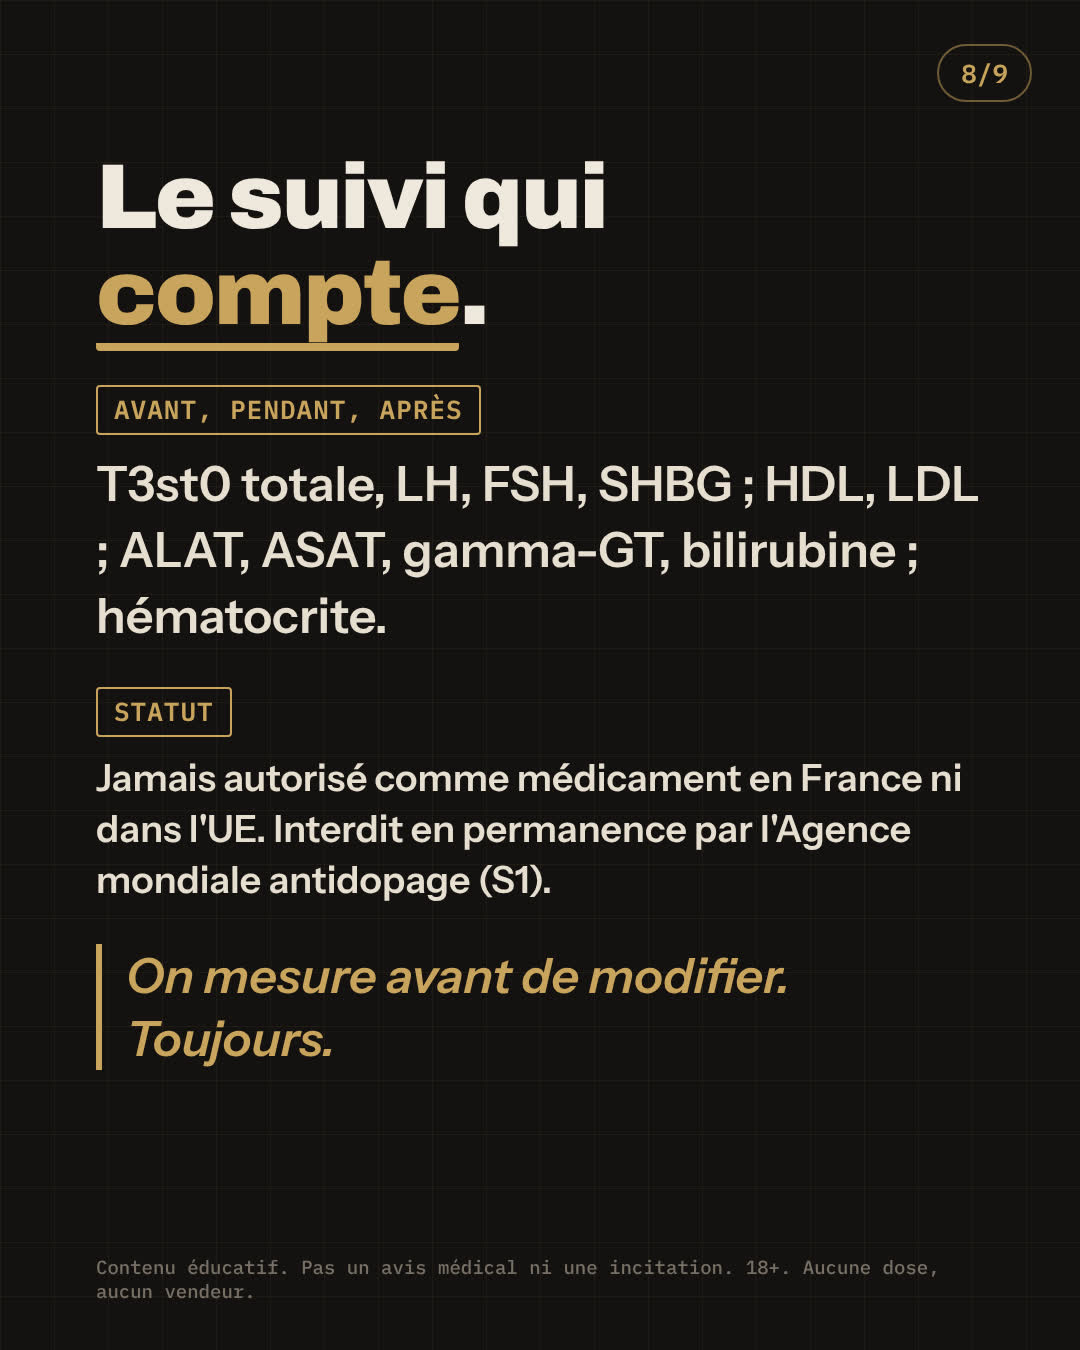 8/9
Le suivi qui
compte.
AVANT, PENDANT, APRÈS
T3st0 totale, LH, FSH, SHBG ; HDL, LDL
; ALAT, ASAT, gamma-GT, bilirubine ;
hématocrite.
STATUT
Jamais autorisé comme médicament en France ni
dans l'UE. Interdit en permanence par l'Agence
mondiale antidopage (S1).
On mesure avant de modifier.
Toujours.
Contenu éducatif. Pas un avis médical ni une incitation. 18+. Aucune dose,
aucun vendeur.